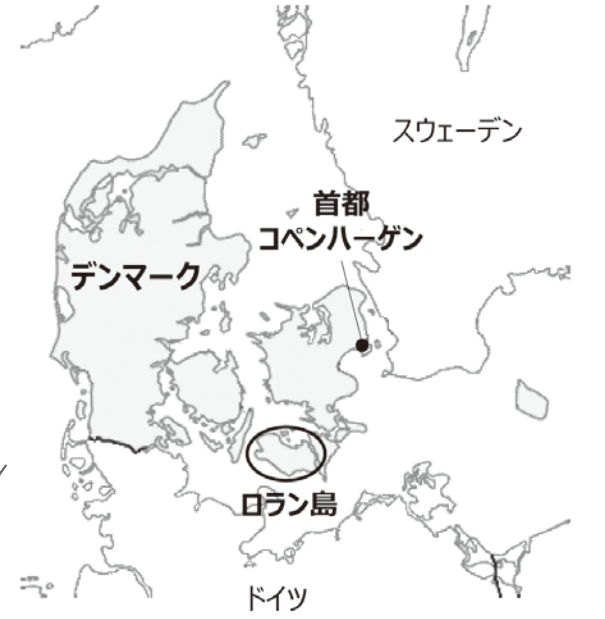 スウェーデン
首都
コペンハーゲン
デンマーク
ロラン島
ドイツ